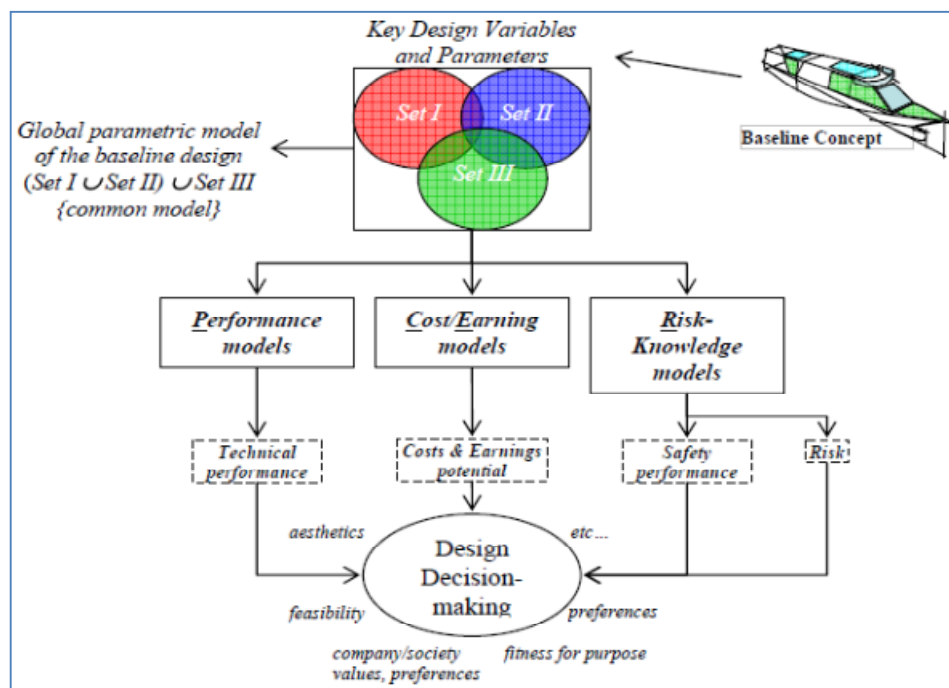 Key Design Variables
and Parameters
Set I
Set II
Set III
Baseline Concept
Global parametric model
of the baseline design
(Set I ∪ Set II) ∪ Set III
{common model}
Performance
models
Cost/Earning
models
Risk-
Knowledge
models
Technical
performance
Costs & Earnings
potential
Safety
performance
Risk
aesthetics
etc...
Design
Decision-
making
feasibility
preferences
company/society
values, preferences
fitness for purpose